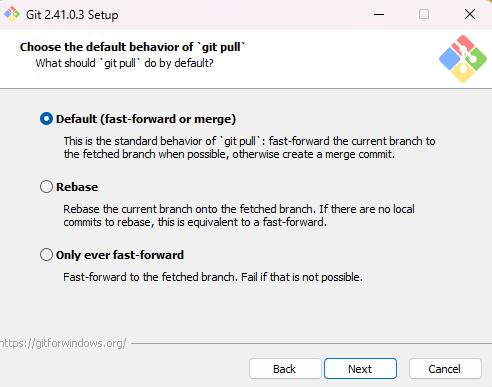 Git 2.41.0.3 Setup
Choose the default behavior of `git pull`
What should `git pull` do by default?
Default (fast-forward or merge)
This is the standard behavior of `git pull`: fast-forward the current branch to
the fetched branch when possible, otherwise create a merge commit.
Rebase
Rebase the current branch onto the fetched branch. If there are no local
commits to rebase, this is equivalent to a fast-forward.
Only ever fast-forward
Fast-forward to the fetched branch. Fail if that is not possible.
https://gitforwindows.org/
Back
Next
Cancel